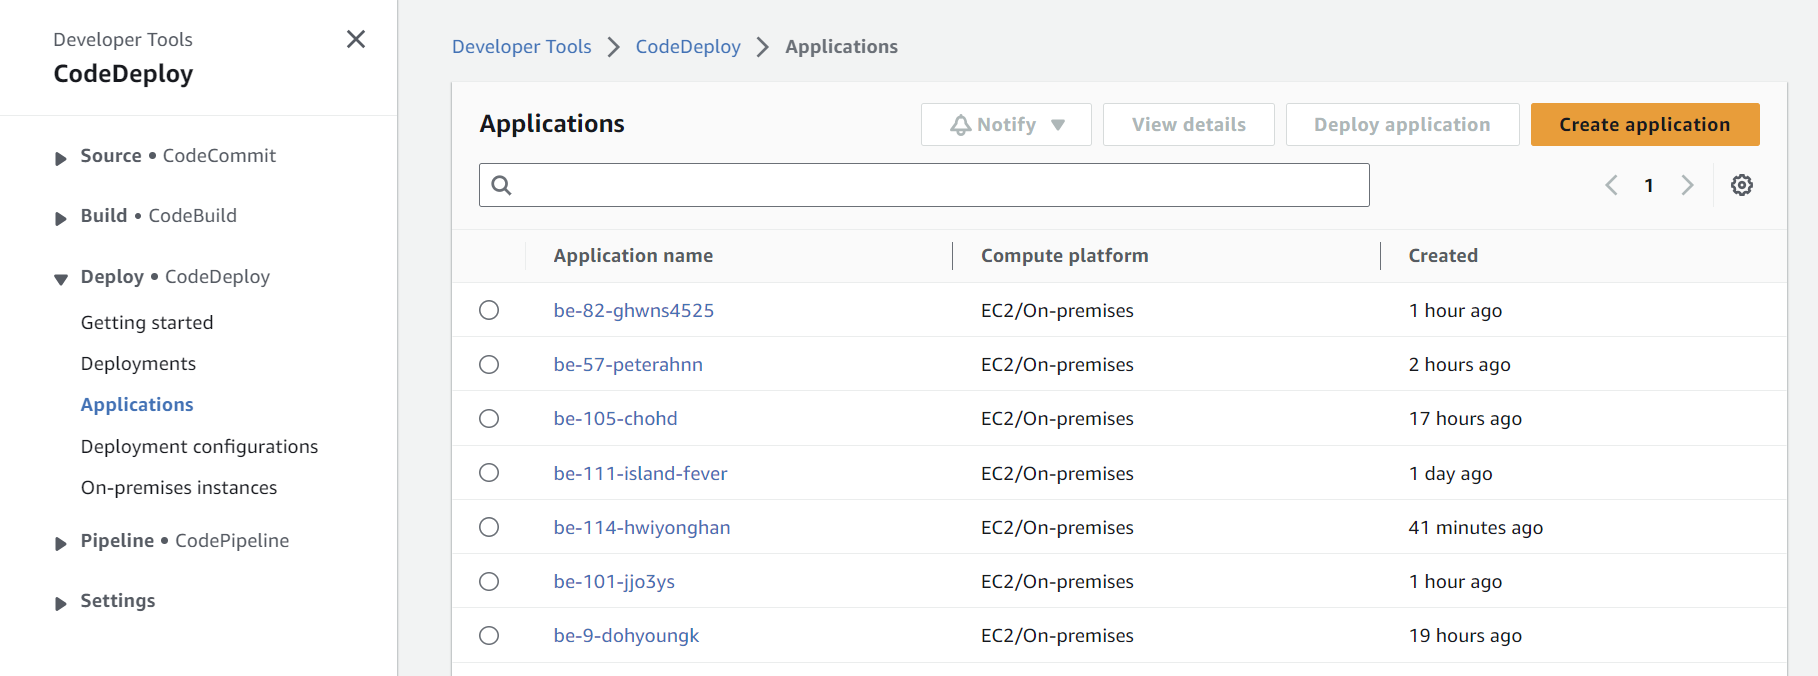 Developer Tools
CodeDeploy
Source • CodeCommit
Build • CodeBuild
Deploy • CodeDeploy
Getting started
Deployments
Applications
Deployment configurations
On-premises instances
Pipeline • CodePipeline
Settings
Developer Tools > CodeDeploy > Applications
Applications
Notify View details Deploy application Create application
1
Application name Compute platform Created
be-82-ghwns4525 EC2/On-premises 1 hour ago
be-57-peterahnn EC2/On-premises 2 hours ago
be-105-chohd EC2/On-premises 17 hours ago
be-111-island-fever EC2/On-premises 1 day ago
be-114-hwiyonghan EC2/On-premises 41 minutes ago
be-101-jjo3ys EC2/On-premises 1 hour ago
be-9-dohyoungk EC2/On-premises 19 hours ago